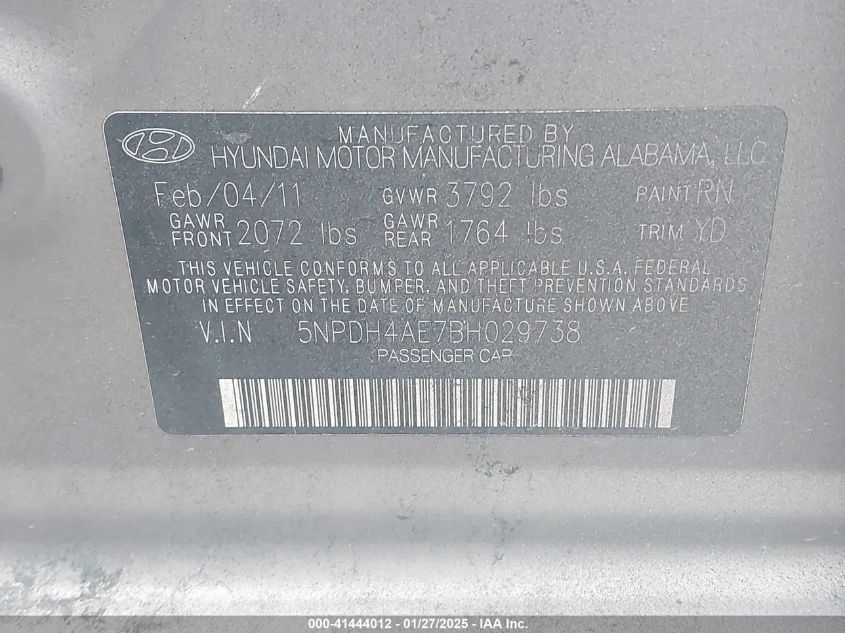 MANUFACTURED BY
HYUNDAI MOTOR MANUFACTURING ALABAMA, LLC
Feb/04/11 GVWR 3792 lbs PAINT RN
GAWR FRONT 2072 lbs GAWR REAR 1764 lbs TRIM YD
THIS VEHICLE CONFORMS TO ALL APPLICABLE U.S.A. FEDERAL
MOTOR VEHICLE SAFETY, BUMPER, AND THEFT PREVENTION STANDARDS
IN EFFECT ON THE DATE OF MANUFACTURE SHOWN ABOVE
V.I.N 5NPDH4AE7BH029738
PASSENGER CAR
000-41444012 - 01/27/2025 - IAA Inc.